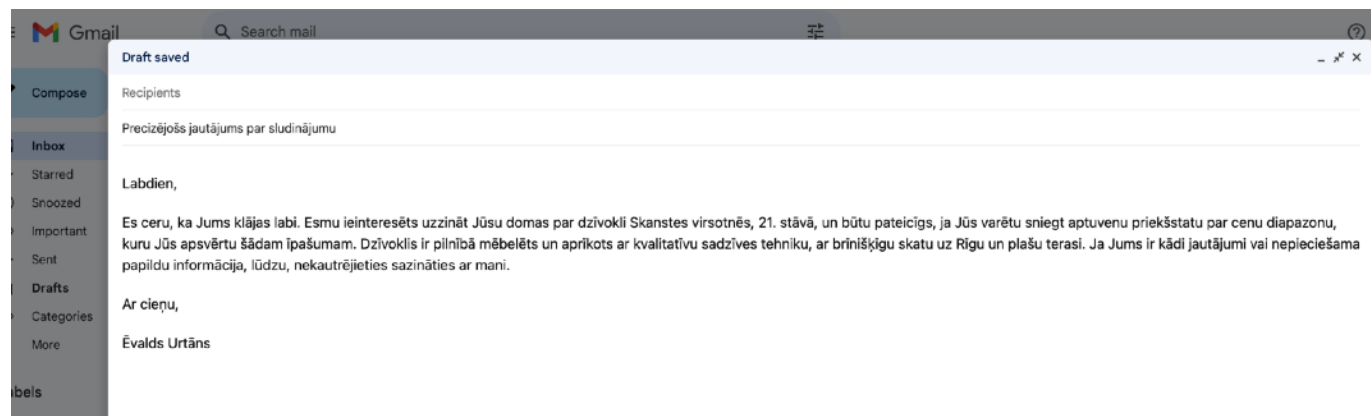 Gmail
Search mail
Draft saved
Compose
Recipients
Precizējošs jautājums par sludinājumu
Inbox
Starred
Labdien,
Snoozed
Es ceru, ka Jums klājas labi. Esmu ieinteresēts uzzināt Jūsu domas par dzīvokli Skanstes virsotnēs, 21. stāvā, un būtu pateicīgs, ja Jūs varētu sniegt aptuvenu priekšstatu par cenu diapazonu,
Important
kuru Jūs apsvērtu šādam īpašumam. Dzīvoklis ir pilnībā mēbelēts un aprīkots ar kvalitatīvu sadzīves tehniku, ar brīnišķīgu skatu uz Rīgu un plašu terasi. Ja Jums ir kādi jautājumi vai nepieciešama
Sent
papildu informācija, lūdzu, nekautrējieties sazināties ar mani.
Drafts
Ar cieņu,
Categories
More
Ēvalds Urtāns
abels